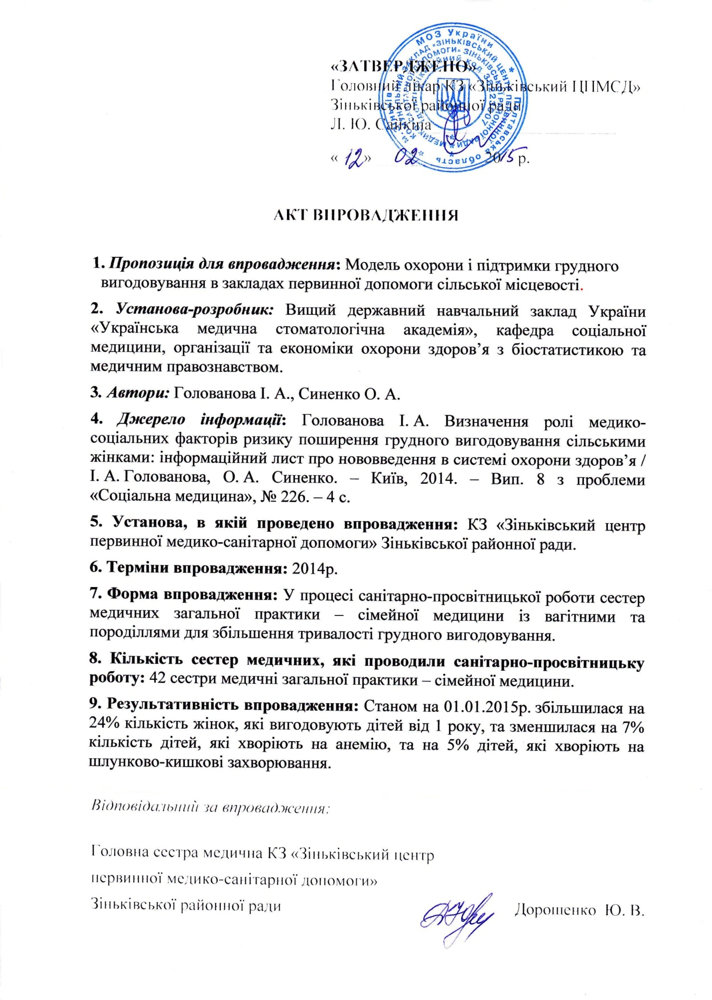 МОЗ України * Полтавська область * м. Зіньків *
КОМУНАЛЬНИЙ ЗАКЛАД «ЗІНЬКІВСЬКИЙ ЦЕНТР ПЕРВИННОЇ
МЕДИКО-САНІТАРНОЇ ДОПОМОГИ» ЗІНЬКІВСЬКОЇ РАЙОННОЇ РАДИ
Ідентифікаційний код
«ЗАТВЕРДЖЕНО»
Головний лікар КЗ «Зіньківський ЦПМСД»
Зіньківської районної ради
Л. Ю. Сайкіна
« 12 » 02 2015 р.
АКТ ВПРОВАДЖЕННЯ
1. Пропозиція для впровадження: Модель охорони і підтримки грудного
вигодовування в закладах первинної допомоги сільської місцевості.
2. Установа-розробник: Вищий державний навчальний заклад України
«Українська медична стоматологічна академія», кафедра соціальної
медицини, організації та економіки охорони здоров’я з біостатистикою та
медичним правознавством.
3. Автори: Голованова І. А., Синенко О. А.
4. Джерело інформації: Голованова І. А. Визначення ролі медико-
соціальних факторів ризику поширення грудного вигодовування сільськими
жінками: інформаційний лист про нововведення в системі охорони здоров’я /
І. А. Голованова, О. А. Синенко. – Київ, 2014. – Вип. 8 з проблеми
«Соціальна медицина», № 226. – 4 с.
5. Установа, в якій проведено впровадження: КЗ «Зіньківський центр
первинної медико-санітарної допомоги» Зіньківської районної ради.
6. Терміни впровадження: 2014р.
7. Форма впровадження: У процесі санітарно-просвітницької роботи сестер
медичних загальної практики – сімейної медицини із вагітними та
породіллями для збільшення тривалості грудного вигодовування.
8. Кількість сестер медичних, які проводили санітарно-просвітницьку
роботу: 42 сестри медичні загальної практики – сімейної медицини.
9. Результативність впровадження: Станом на 01.01.2015р. збільшилася на
24% кількість жінок, які вигодовують дітей від 1 року, та зменшилася на 7%
кількість дітей, які хворіють на анемію, та на 5% дітей, які хворіють на
шлунково-кишкові захворювання.
Відповідальний за впровадження:
Головна сестра медична КЗ «Зіньківський центр
первинної медико-санітарної допомоги»
Зіньківської районної ради Дорошенко Ю. В.